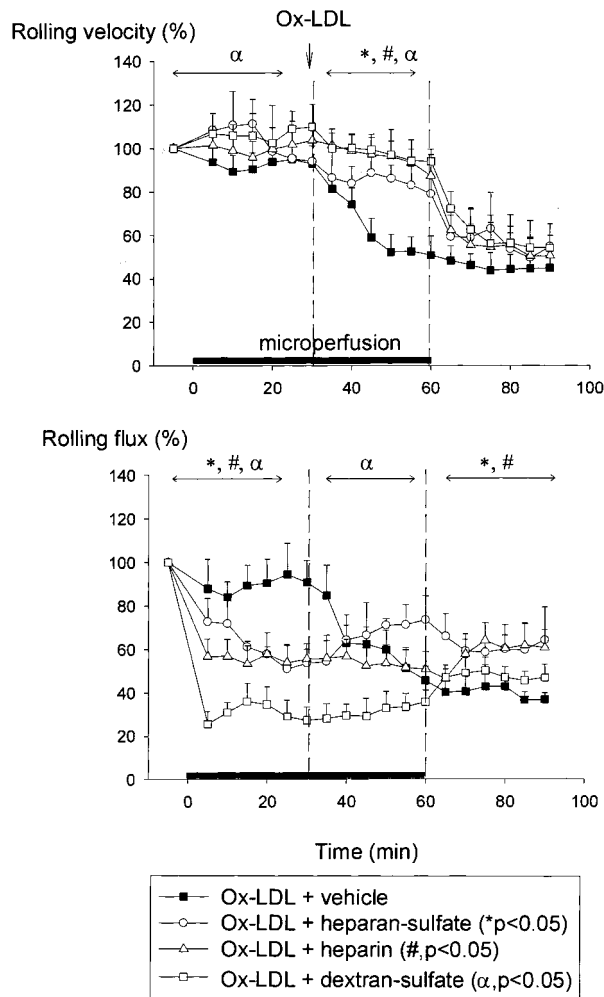 Ox-LDL
Rolling velocity (%)
α
*, #, α
140
120
100
80
60
40
20
0
microperfusion
0 20 40 60 80 100
Rolling flux (%)
*, #, α
α
*, #
140
120
100
80
60
40
20
0
0 20 40 60 80 100
Time (min)
Ox-LDL + vehicle
Ox-LDL + heparan-sulfate (*p<0.05)
Ox-LDL + heparin (#,p<0.05)
Ox-LDL + dextran-sulfate (α,p<0.05)